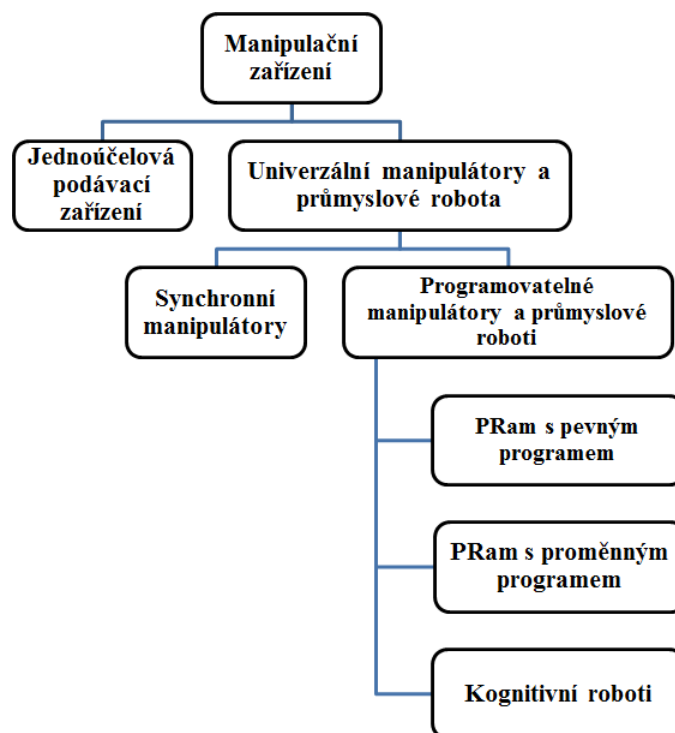 Manipulační
zařízení
Jednoúčelová
podávací
zařízení
Univerzální manipulátory a
průmyslové robota
Synchronní
manipulátory
Programovatelné
manipulátory a průmyslové
roboti
PRam s pevným
programem
PRam s proměnným
programem
Kognitivní roboti